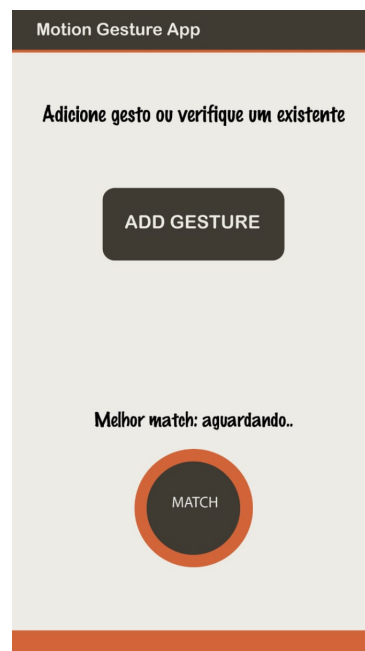 Motion Gesture App
Adicione gesto ou verifique um existente
ADD GESTURE
Melhor match: aguardando..
MATCH